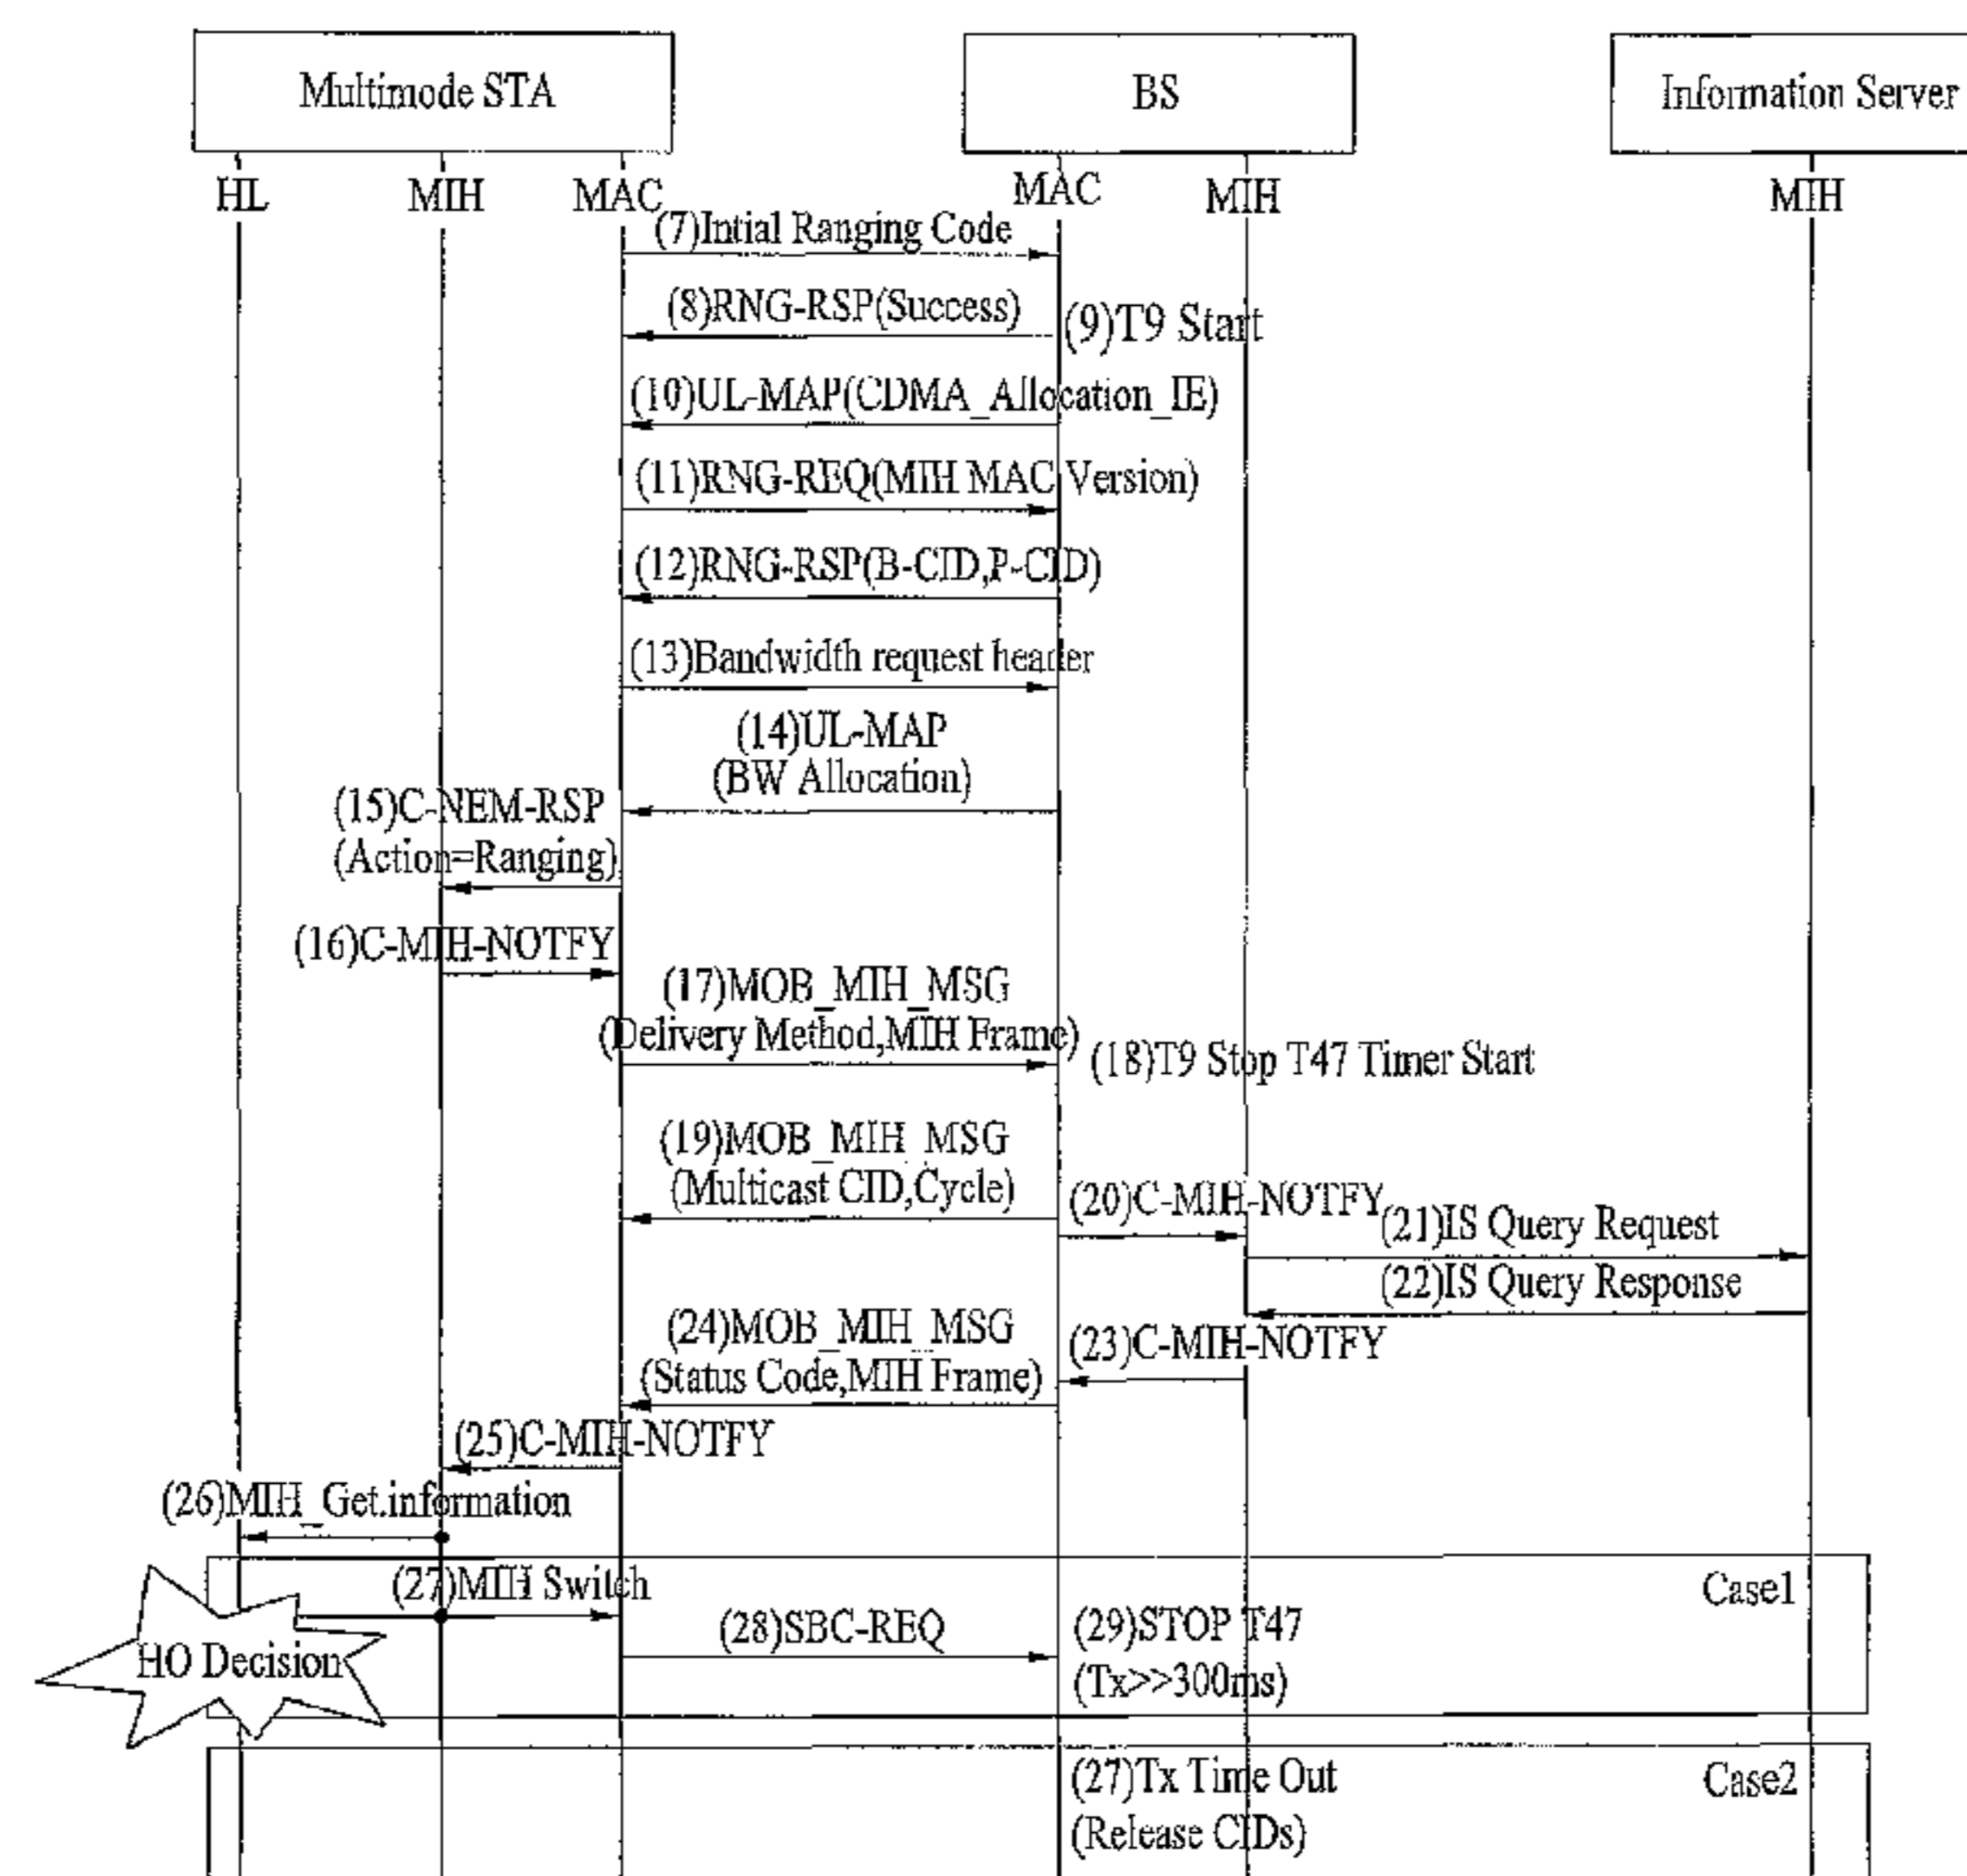 Multimode STA
BS
Information Server
HL
MIH
MAC
MAC
MIH
MIH
(7)Intial Ranging Code
(8)RNG-RSP(Success)
(9)T9 Start
(10)UL-MAP(CDMA_Allocation_IE)
(11)RNG-REQ(MIH MAC Version)
(12)RNG-RSP(B-CID,P-CID)
(13)Bandwidth request header
(14)UL-MAP
(BW Allocation)
(15)C-NEM-RSP
(Action=Ranging)
(16)C-MIH-NOTFY
(17)MOB_MIH_MSG
(Delivery Method,MIH Frame)
(18)T9 Stop T47 Timer Start
(19)MOB_MIH_MSG
(Multicast CID,Cycle)
(20)C-MIH-NOTFY
(21)IS Query Request
(22)IS Query Response
(23)C-MIH-NOTFY
(24)MOB_MIH_MSG
(Status Code,MIH Frame)
(25)C-MIH-NOTFY
(26)MIH_Get.information
Case1
(27)MIH Switch
HO Decision
(28)SBC-REQ
(29)STOP T47
(Tx>>300ms)
Case2
(27)Tx Time Out
(Release CIDs)